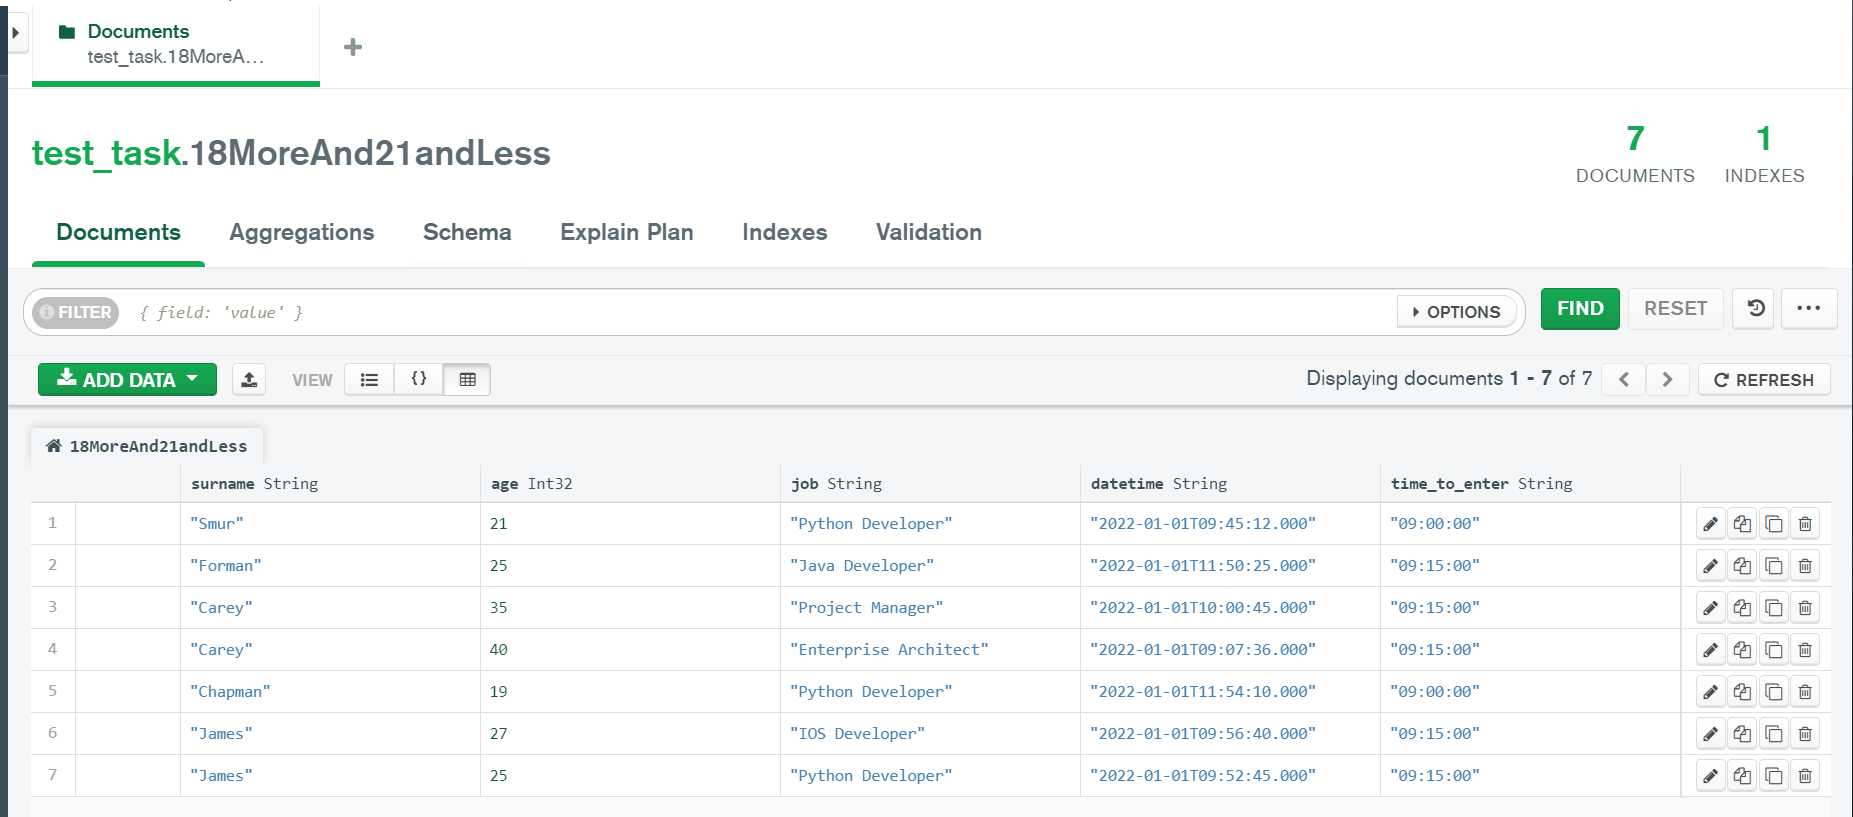 Documents
test_task.18MoreA...
test_task.18MoreAnd21andLess
7 DOCUMENTS
1 INDEXES
Documents Aggregations Schema Explain Plan Indexes Validation
FILTER { field: 'value' } OPTIONS FIND RESET ...
ADD DATA VIEW {} Displaying documents 1 - 7 of 7 < > REFRESH
18MoreAnd21andLess
surname String age Int32 job String datetime String time_to_enter String
1 "Smur" 21 "Python Developer" "2022-01-01T09:45:12.000" "09:00:00"
2 "Forman" 25 "Java Developer" "2022-01-01T11:50:25.000" "09:15:00"
3 "Carey" 35 "Project Manager" "2022-01-01T10:00:45.000" "09:15:00"
4 "Carey" 40 "Enterprise Architect" "2022-01-01T09:07:36.000" "09:15:00"
5 "Chapman" 19 "Python Developer" "2022-01-01T11:54:10.000" "09:00:00"
6 "James" 27 "IOS Developer" "2022-01-01T09:56:40.000" "09:15:00"
7 "James" 25 "Python Developer" "2022-01-01T09:52:45.000" "09:15:00"